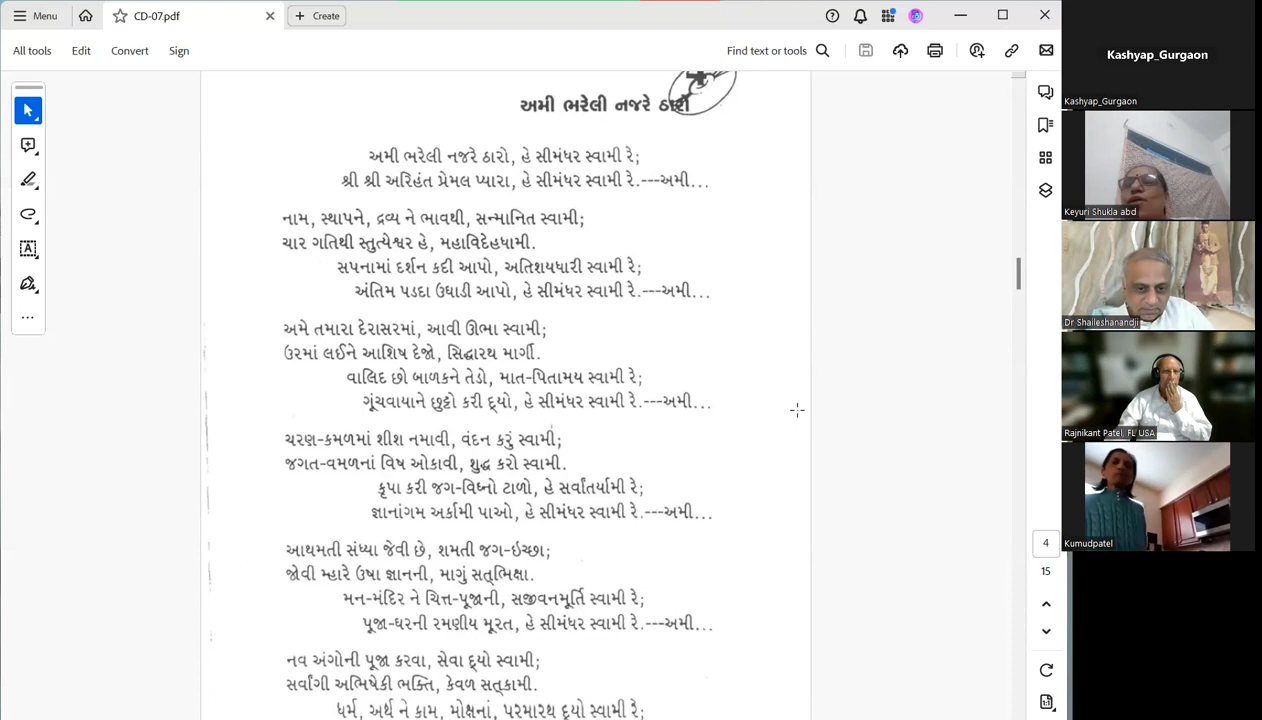 Menu
CD-07.pdf
Create
All tools
Edit
Convert
Sign
Find text or tools
અમી ભરેલી નજરે ઠારો
અમી ભરેલી નજરે ઠારો, હે સીમંધર સ્વામી રે;
શ્રી શ્રી અરિહંત પ્રેમલ પ્યારા, હે સીમંધર સ્વામી રે.---અમી...
નામ, સ્થાપને, દ્રવ્ય ને ભાવથી, સન્માનિત સ્વામી;
ચાર ગતિથી સ્તુત્યેશ્વર હે, મહાવિદેહધામી.
સપનામાં દર્શન કદી આપો, અતિશયધારી સ્વામી રે;
અંતિમ પડદા ઉઘાડી આપો, હે સીમંધર સ્વામી રે.---અમી...
અમે તમારા દેરાસરમાં, આવી ઊભા સ્વામી;
ઉરમાં લઈને આશિષ દેજો, સિદ્ધારથ માર્ગી.
વાલિદ છો બાળકને તેડો, માત-પિતામય સ્વામી રે;
ગૂંચવાયાને છુટ્ટો કરી દ્યો, હે સીમંધર સ્વામી રે.---અમી...
ચરણ-કમળમાં શીશ નમાવી, વંદન કરું સ્વામી;
જગત-વમળનાં વિષ ઓકાવી, શુદ્ધ કરો સ્વામી.
કૃપા કરી જગ-વિઘ્નો ટાળો, હે સર્વાંતર્યામી રે;
જ્ઞાનાંગમ અર્કામી પાઓ, હે સીમંધર સ્વામી રે.---અમી...
આથમતી સંધ્યા જેવી છે, શમતી જગ-ઇચ્છા;
જોવી મ્હારે ઉષા જ્ઞાનની, માગું સત્ભિક્ષા.
મન-મંદિર ને ચિત્ત-પૂજાની, સજીવનમૂર્તિ સ્વામી રે;
પૂજા-ઘરની રમણીય મૂરત, હે સીમંધર સ્વામી રે.---અમી...
નવ અંગોની પૂજા કરવા, સેવા દ્યો સ્વામી;
સર્વાંગી અભિષેકી ભક્તિ, કેવળ સત્કામી.
ધર્મ, અર્થ ને કામ, મોક્ષનાં, પરમારથ દ્યો સ્વામી રે;
4
15
Kashyap_Gurgaon
Kashyap_Gurgaon
Keyuri Shukla abd
Dr Shaileshanandji
Rajnikant Patel, FL USA
Kumudpatel